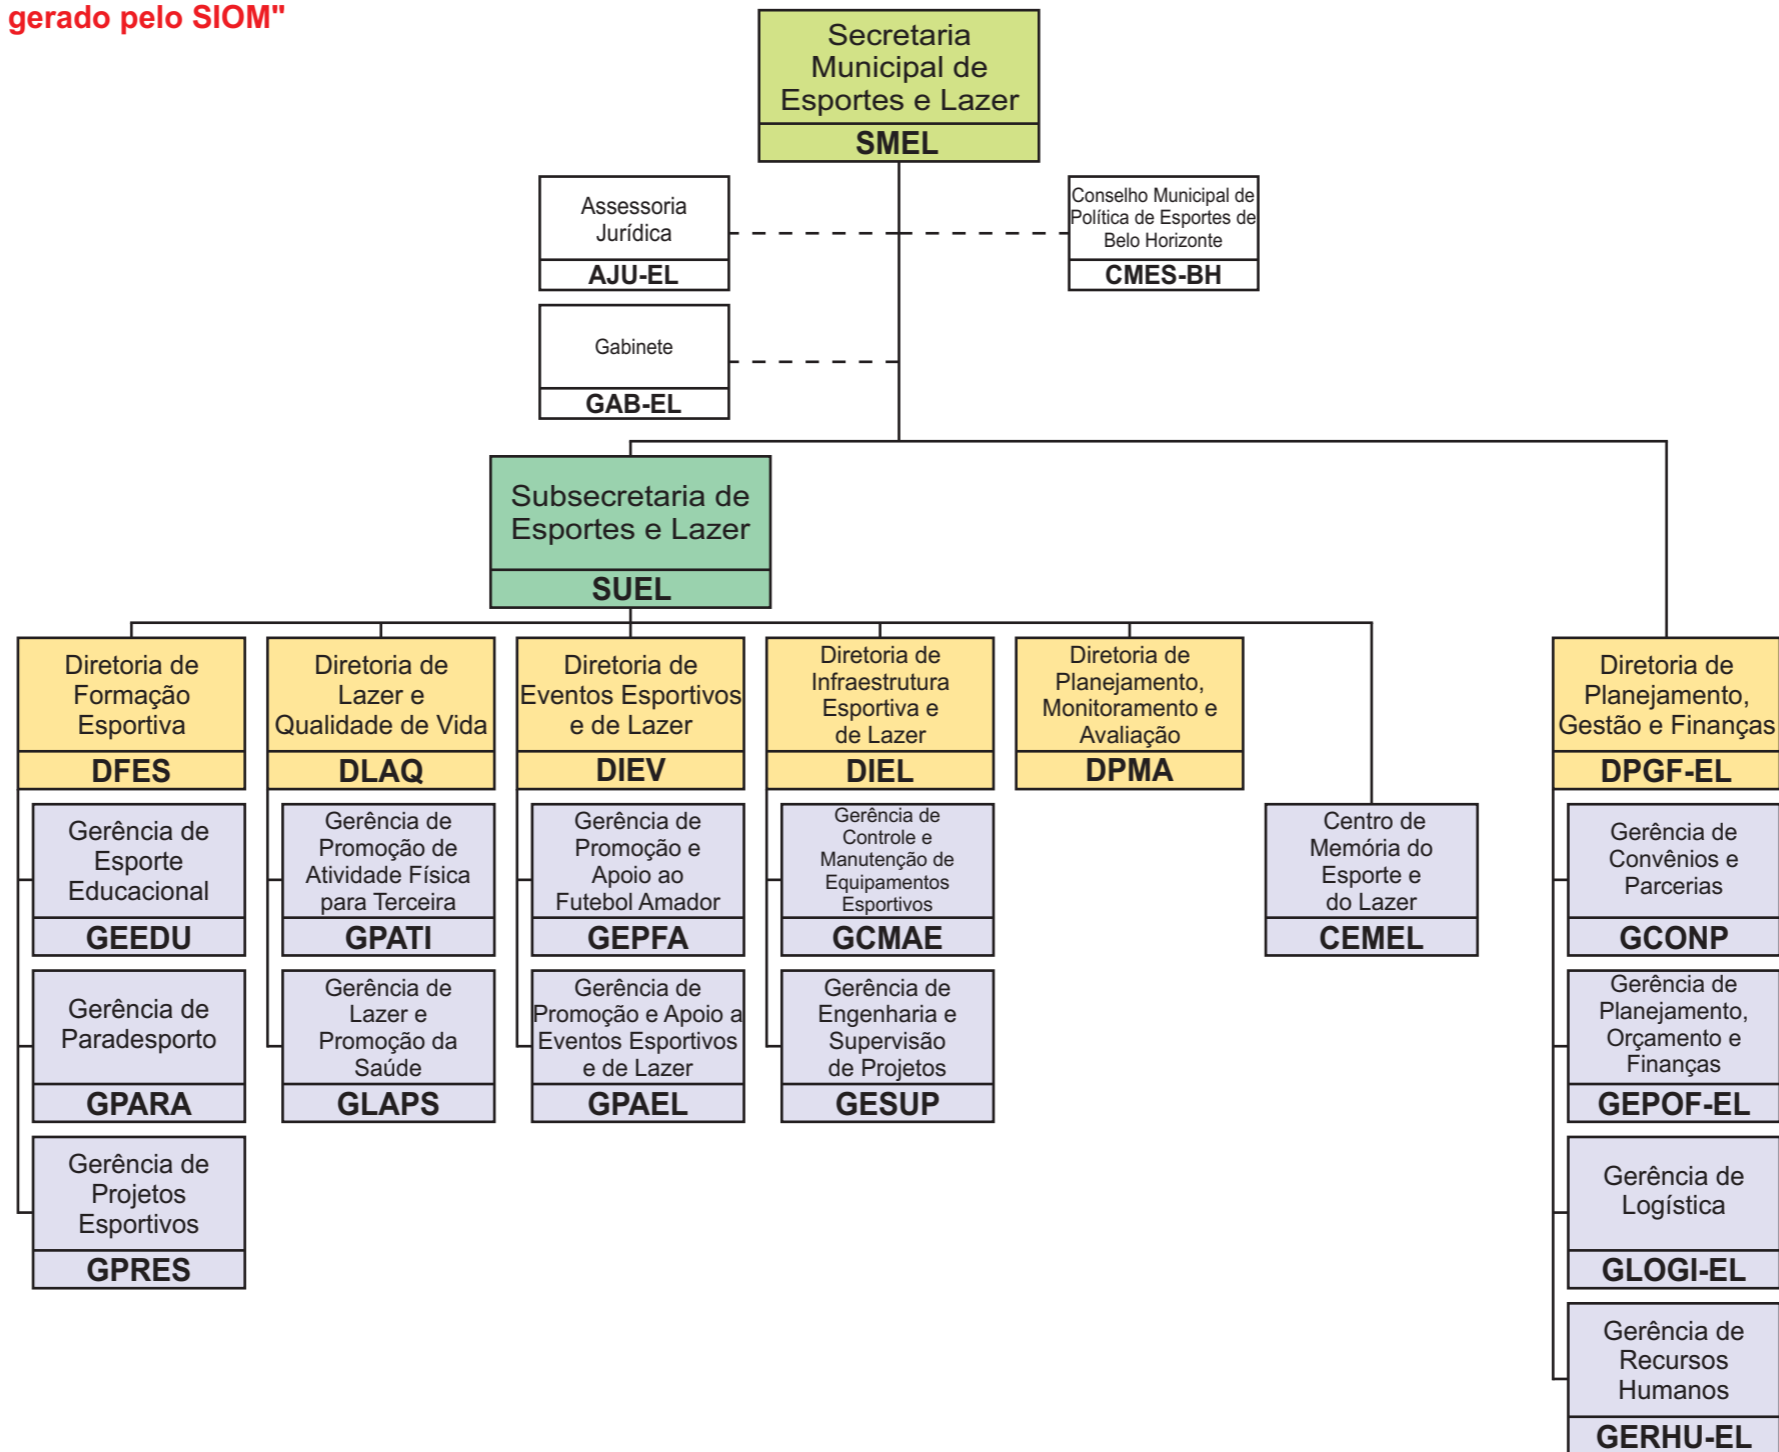 gerado pelo SIOM"
Secretaria
Municipal de
Esportes e Lazer
SMEL
Assessoria
Jurídica
AJU-EL
Conselho Municipal de
Política de Esportes de
Belo Horizonte
CMES-BH
Gabinete
GAB-EL
Subsecretaria de
Esportes e Lazer
SUEL
Diretoria de
Formação
Esportiva
DFES
Diretoria de
Lazer e
Qualidade de Vida
DLAQ
Diretoria de
Eventos Esportivos
e de Lazer
DIEV
Diretoria de
Infraestrutura
Esportiva e
de Lazer
DIEL
Diretoria de
Planejamento,
Monitoramento e
Avaliação
DPMA
Diretoria de
Planejamento,
Gestão e Finanças
DPGF-EL
Gerência de
Esporte
Educacional
GEEDU
Gerência de
Promoção de
Atividade Física
para Terceira
GPATI
Gerência de
Promoção e
Apoio ao
Futebol Amador
GEPFA
Gerência de
Controle e
Manutenção de
Equipamentos
Esportivos
GCMAE
Centro de
Memória do
Esporte e
do Lazer
CEMEL
Gerência de
Convênios e
Parcerias
GCONP
Gerência de
Paradesporto
GPARA
Gerência de
Lazer e
Promoção da
Saúde
GLAPS
Gerência de
Promoção e Apoio a
Eventos Esportivos
e de Lazer
GPAEL
Gerência de
Engenharia e
Supervisão
de Projetos
GESUP
Gerência de
Planejamento,
Orçamento e
Finanças
GEPOF-EL
Gerência de
Projetos
Esportivos
GPRES
Gerência de
Logística
GLOGI-EL
Gerência de
Recursos
Humanos
GERHU-EL